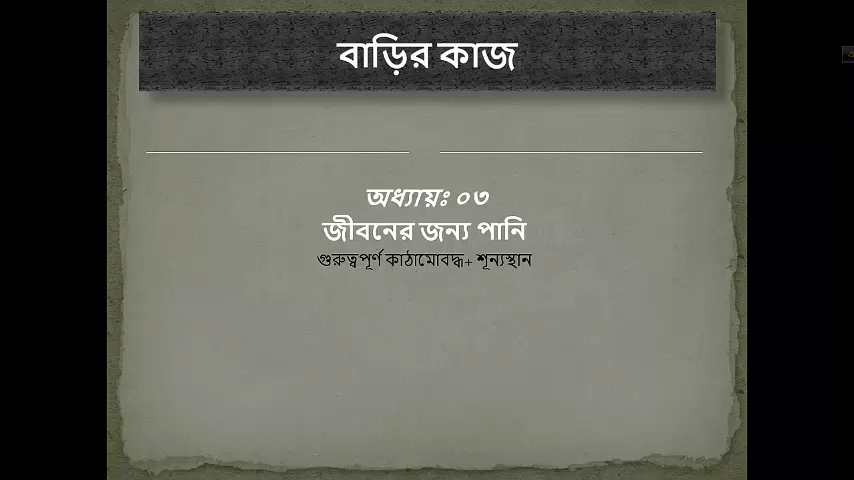 বাড়ির কাজ
অধ্যায়ঃ ০৩
জীবনের জন্য পানি
গুরুত্বপূর্ণ কাঠামোবদ্ধ+ শূন্যস্থান